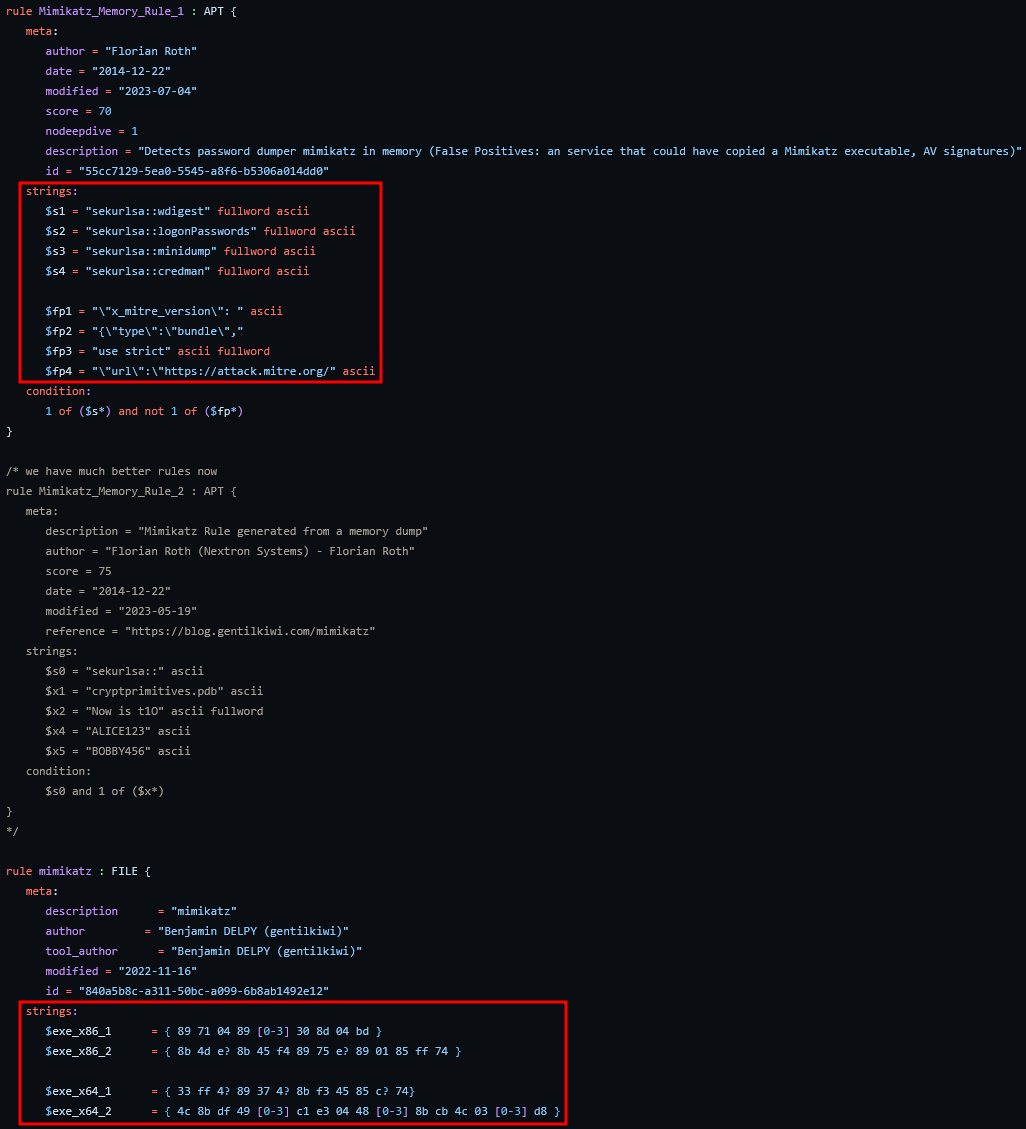 rule Mimikatz_Memory_Rule_1 : APT {
meta:
author = "Florian Roth"
date = "2014-12-22"
modified = "2023-07-04"
score = 70
nodeepdive = 1
description = "Detects password dumper mimikatz in memory (False Positives: an service that could have copied a Mimikatz executable, AV signatures)"
id = "55cc7129-5ea0-5545-a8f6-b5306a014dd0"
strings:
$s1 = "sekurlsa::wdigest" fullword ascii
$s2 = "sekurlsa::logonPasswords" fullword ascii
$s3 = "sekurlsa::minidump" fullword ascii
$s4 = "sekurlsa::credman" fullword ascii
$fp1 = "\"x_mitre_version\": " ascii
$fp2 = "{\"type\":\"bundle\","
$fp3 = "use strict" ascii fullword
$fp4 = "\"url\":\"https://attack.mitre.org/" ascii
condition:
1 of ($s*) and not 1 of ($fp*)
}
/* we have much better rules now
rule Mimikatz_Memory_Rule_2 : APT {
meta:
description = "Mimikatz Rule generated from a memory dump"
author = "Florian Roth (Nextron Systems) - Florian Roth"
score = 75
date = "2014-12-22"
modified = "2023-05-19"
reference = "https://blog.gentilkiwi.com/mimikatz"
strings:
$s0 = "sekurlsa::" ascii
$x1 = "cryptprimitives.pdb" ascii
$x2 = "Now is t1O" ascii fullword
$x4 = "ALICE123" ascii
$x5 = "BOBBY456" ascii
condition:
$s0 and 1 of ($x*)
}
*/
rule mimikatz : FILE {
meta:
description = "mimikatz"
author = "Benjamin DELPY (gentilkiwi)"
tool_author = "Benjamin DELPY (gentilkiwi)"
modified = "2022-11-16"
id = "840a5b8c-a311-50bc-a099-6b8ab1492e12"
strings:
$exe_x86_1 = { 89 71 04 89 [0-3] 30 8d 04 bd }
$exe_x86_2 = { 8b 4d e? 8b 45 f4 89 75 e? 89 01 85 ff 74 }
$exe_x64_1 = { 33 ff 4? 89 37 4? 8b f3 45 85 c? 74}
$exe_x64_2 = { 4c 8b df 49 [0-3] c1 e3 04 48 [0-3] 8b cb 4c 03 [0-3] d8 }